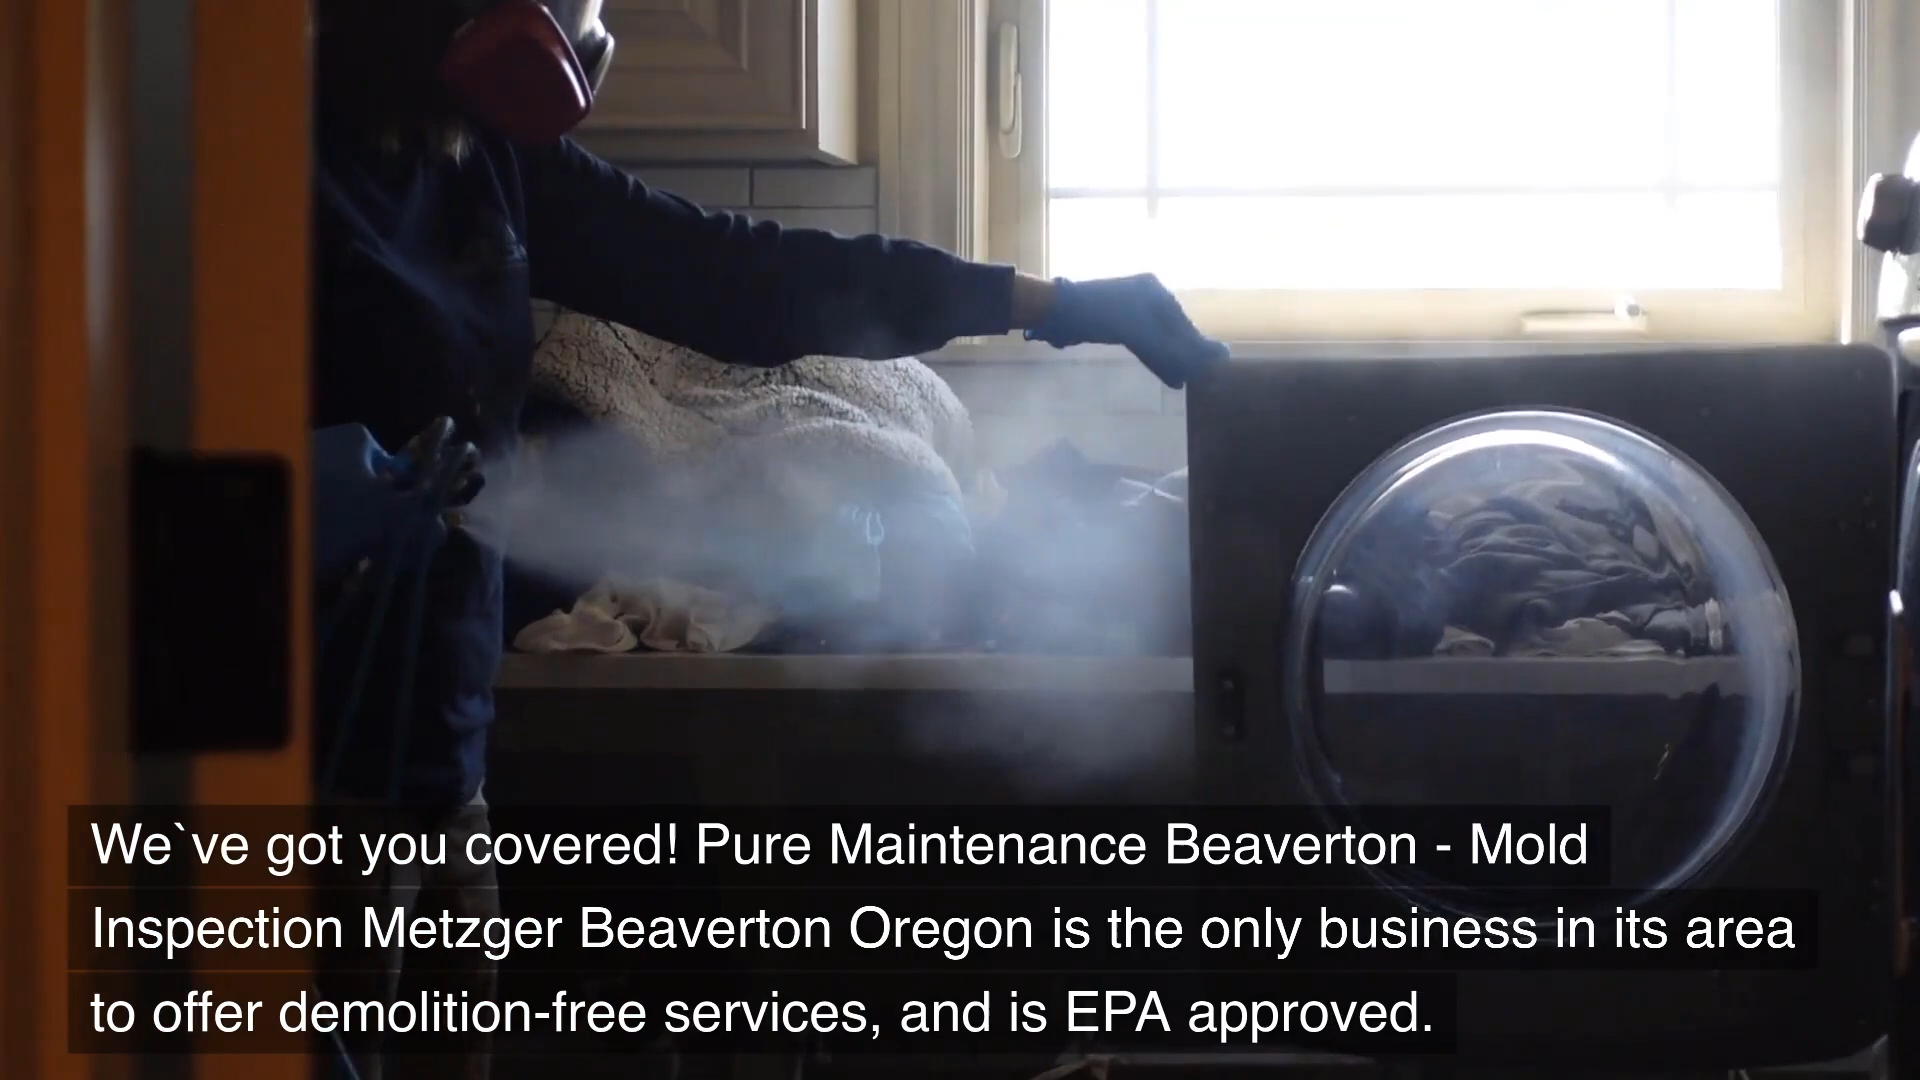 We`ve got you covered! Pure Maintenance Beaverton - Mold
Inspection Metzger Beaverton Oregon is the only business in its area
to offer demolition-free services, and is EPA approved.